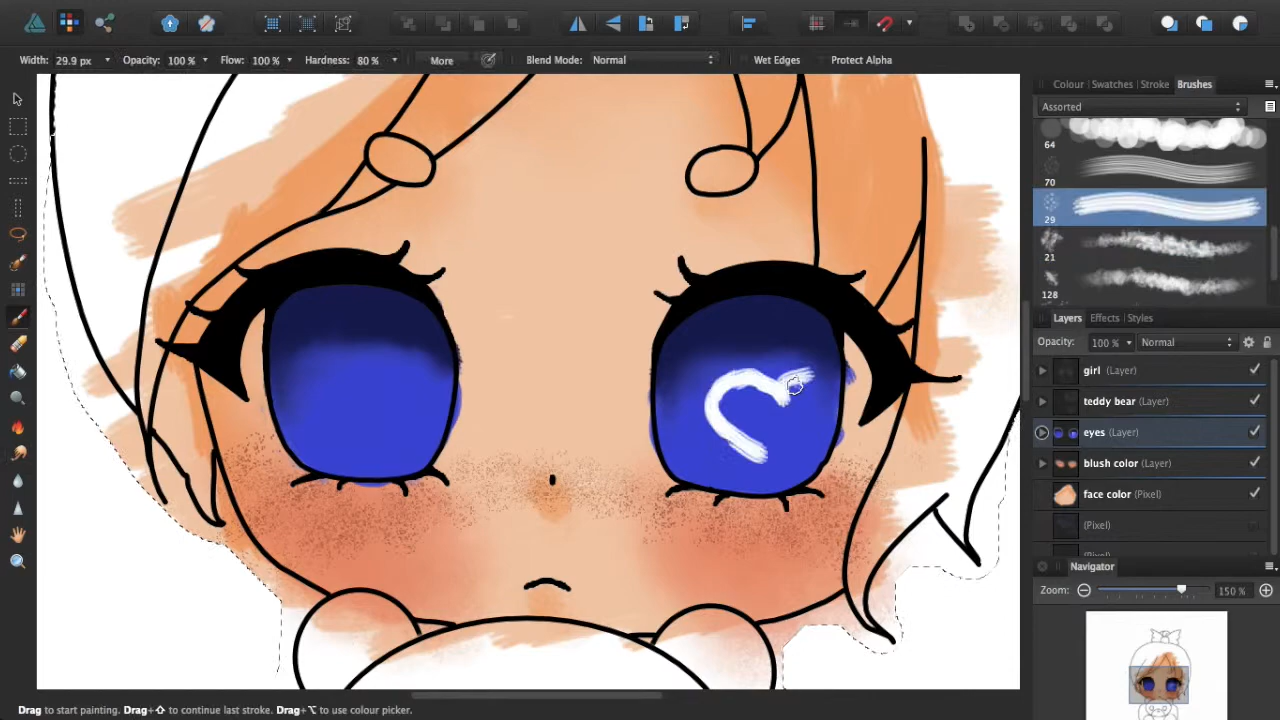 Width: 29.9 px Opacity: 100 % Flow: 100 % Hardness: 80 % More Blend Mode: Normal Wet Edges Protect Alpha
Colour Swatches Stroke Brushes
Assorted
64
70
29
21
128
Layers Effects Styles
Opacity: 100 % Normal
girl (Layer)
teddy bear (Layer)
eyes (Layer)
blush color (Layer)
face color (Pixel)
(Pixel)
(Pixel)
Navigator
Zoom: 150 %
Drag to start painting. Drag+⇧ to continue last stroke. Drag+⌥ to use colour picker.